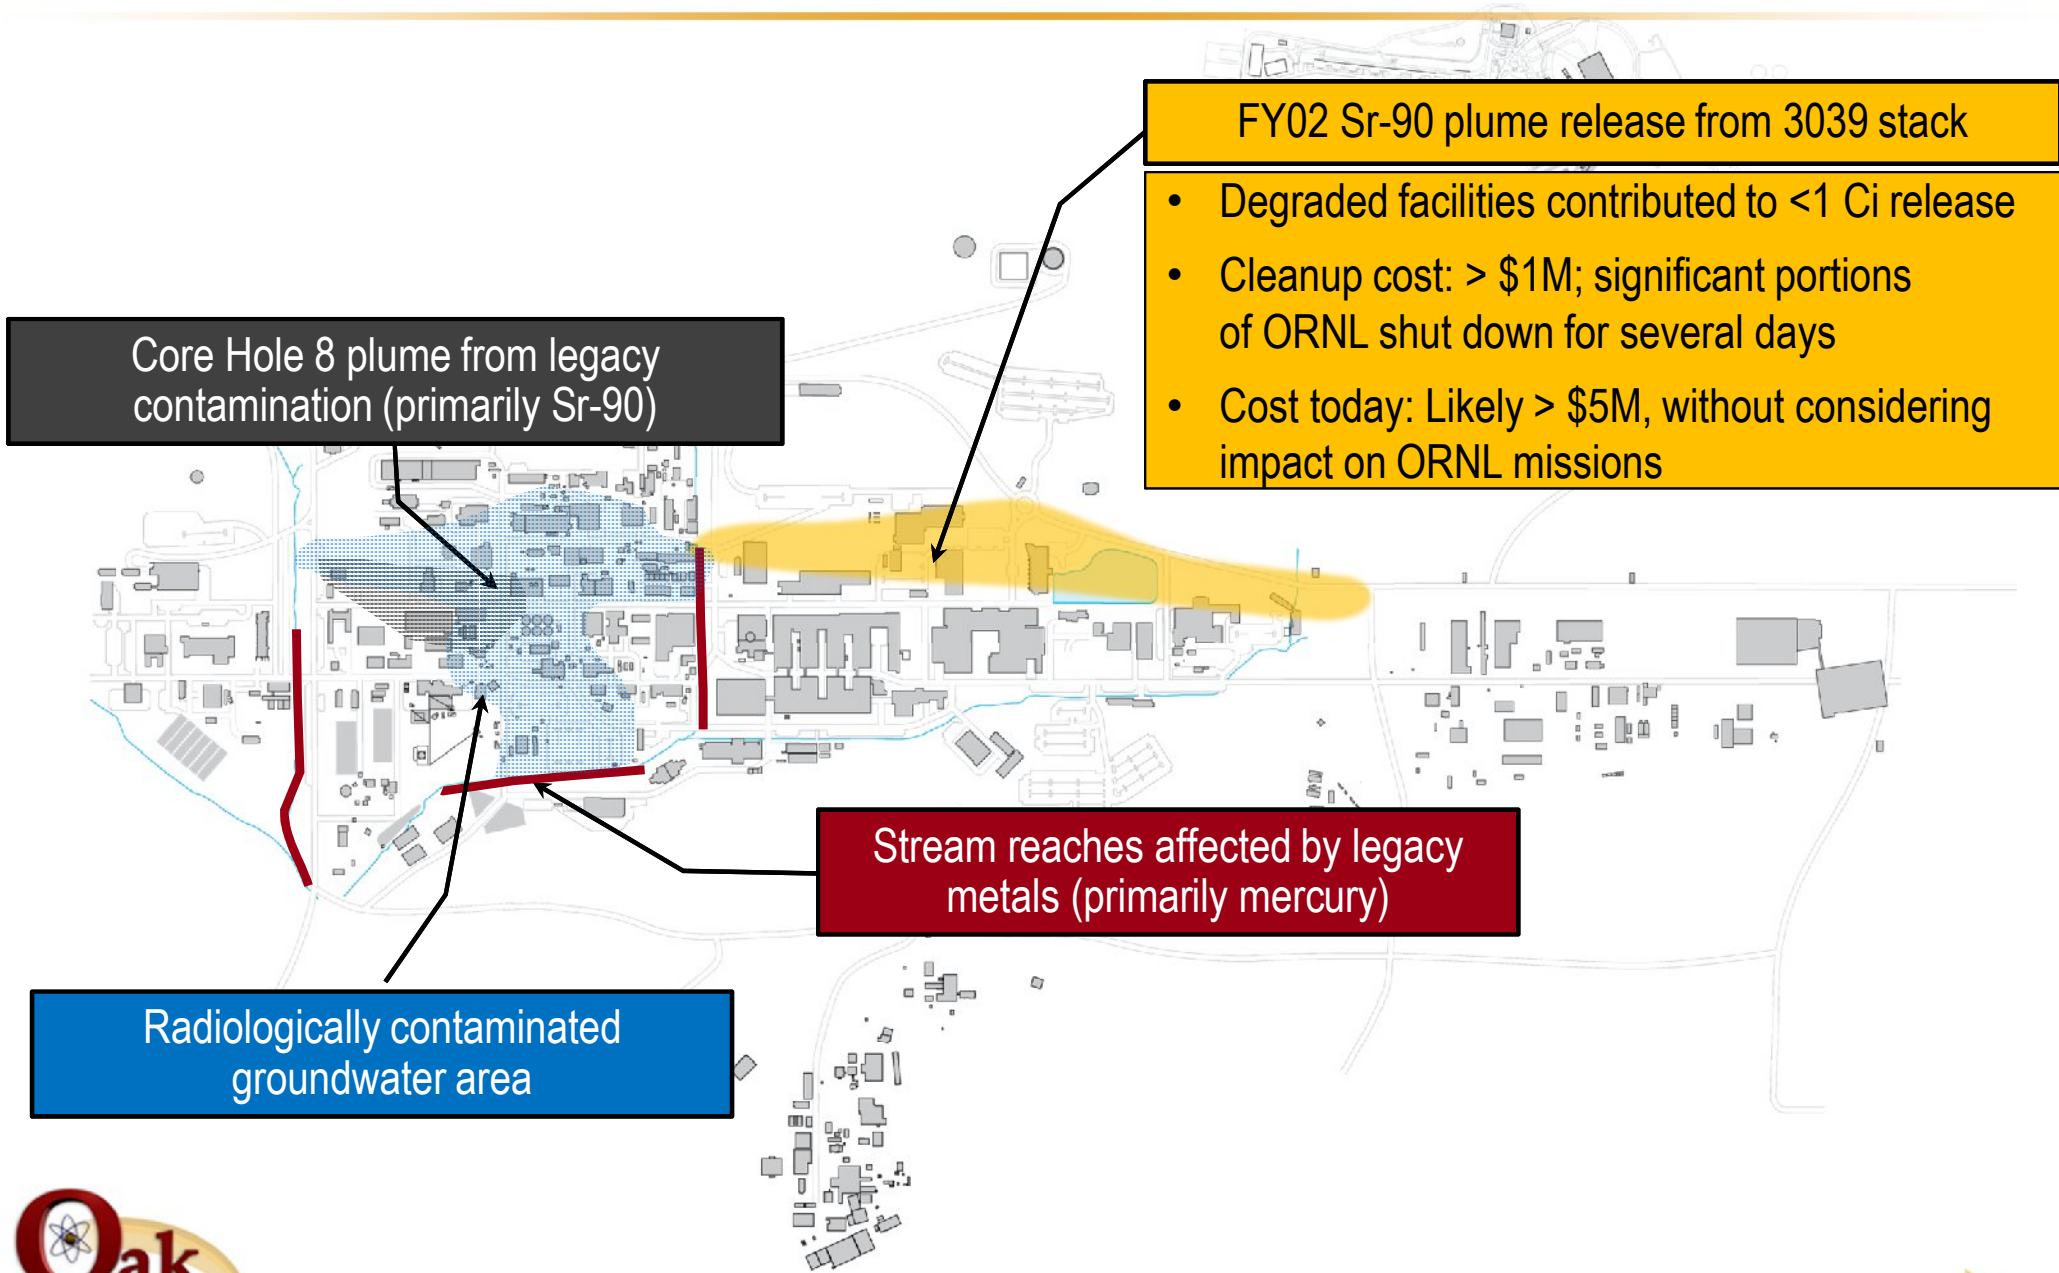 FY02 Sr-90 plume release from 3039 stack
• Degraded facilities contributed to <1 Ci release
• Cleanup cost: > $1M; significant portions
of ORNL shut down for several days
• Cost today: Likely > $5M, without considering
impact on ORNL missions
Core Hole 8 plume from legacy
contamination (primarily Sr-90)
Stream reaches affected by legacy
metals (primarily mercury)
Radiologically contaminated
groundwater area
Oak